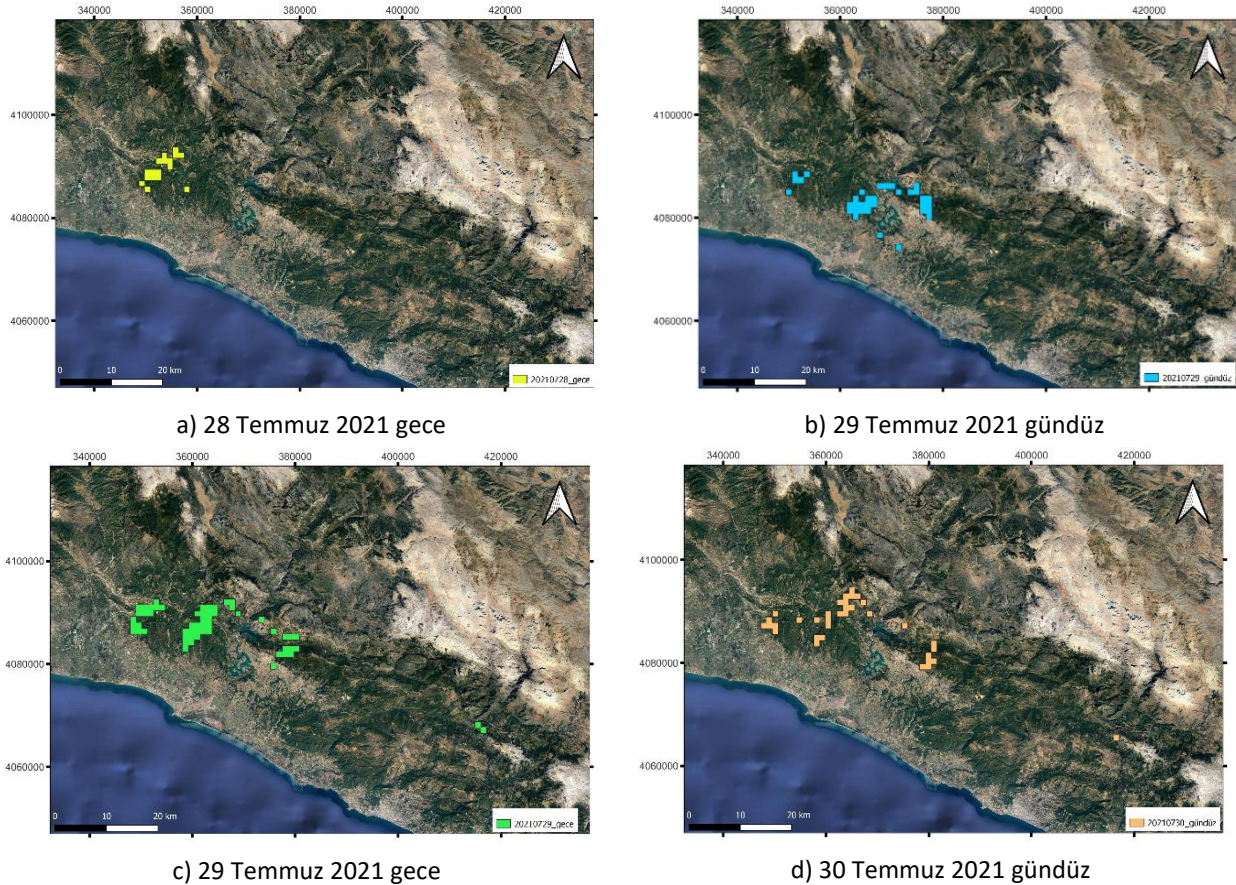 340000 360000 380000 400000 420000
4100000
4080000
4060000
0 10 20 km
20210728_gece
a) 28 Temmuz 2021 gece
340000 360000 380000 400000 420000
4100000
4080000
4060000
0 10 20 km
20210729_gündüz
b) 29 Temmuz 2021 gündüz
340000 360000 380000 400000 420000
4100000
4080000
4060000
0 10 20 km
20210729_gece
c) 29 Temmuz 2021 gece
340000 360000 380000 400000 420000
4100000
4080000
4060000
0 10 20 km
20210730_gündüz
d) 30 Temmuz 2021 gündüz